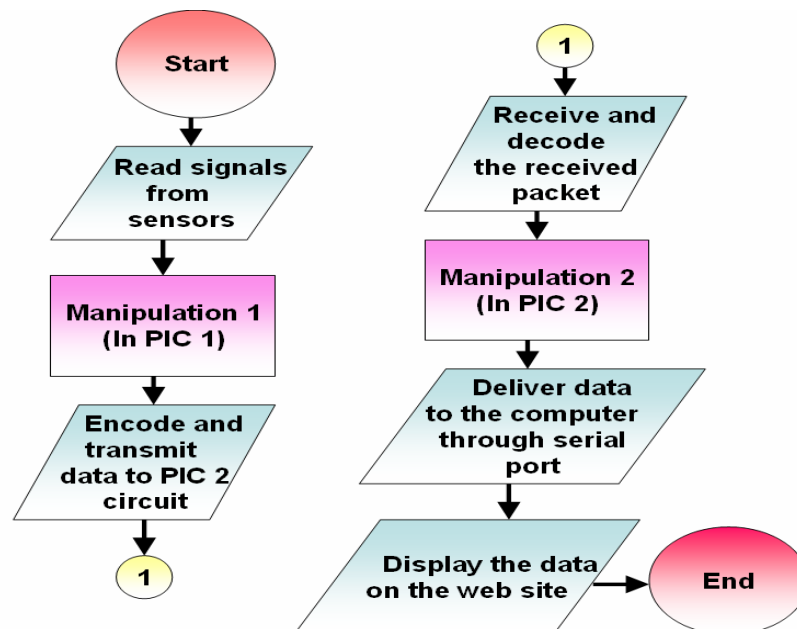 Start
Read signals
from
sensors
Manipulation 1
(In PIC 1)
Encode and
transmit
data to PIC 2
circuit
1
1
Receive and
decode
the received
packet
Manipulation 2
(In PIC 2)
Deliver data
to the computer
through serial
port
Display the data
on the web site
End